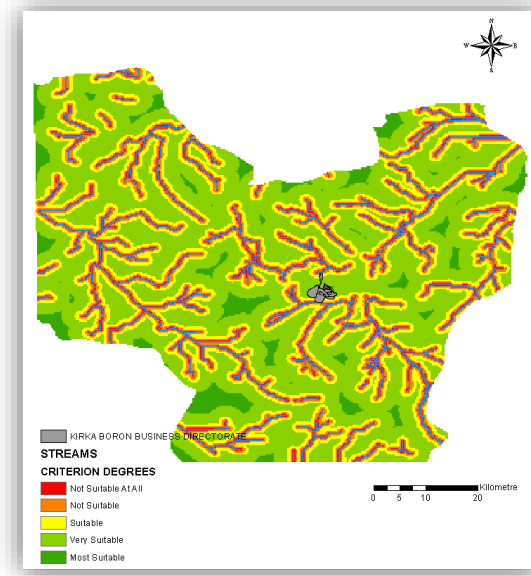 N
W E
S
KIRKA BORON BUSINESS DIRECTORATE
STREAMS
CRITERION DEGREES
Not Suitable At All
Not Suitable
Suitable
Very Suitable
Most Suitable
Kilometre
0 5 10 20